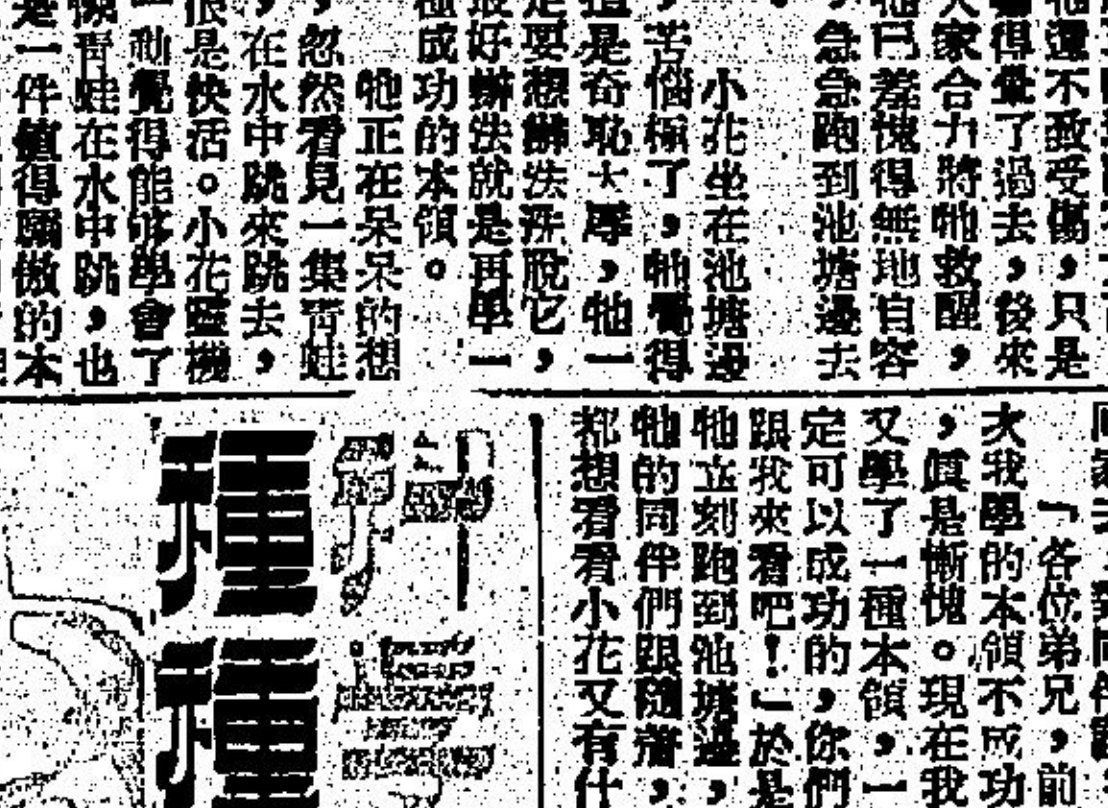 還不致受傷，只是
得暈了過去，後來
大家合力將牠救醒，
牠已羞愧得無地自容
，急急跑到池塘邊去
。
小花坐在池塘邊
，苦惱極了，牠覺得
這是奇恥大辱，牠一
定要想辦法洗脫它，
最好辦法就是再學一
種成功的本領。
牠正在呆呆的想
，忽然看見一集青蛙
，在水中跳來跳去，
很是快活。小花靈機
一動覺得能够學會了
青蛙在水中跳，也
是一件值得驕傲的本
「各位弟兄，前
次我學的本領不成功
，眞是慚愧。現在我
又學了一種本領，一
定可以成功的，你們
跟我來看吧！」於是
牠立刻跑到池塘邊，
牠的同伴們跟隨着，
都想看看小花又有什
種種